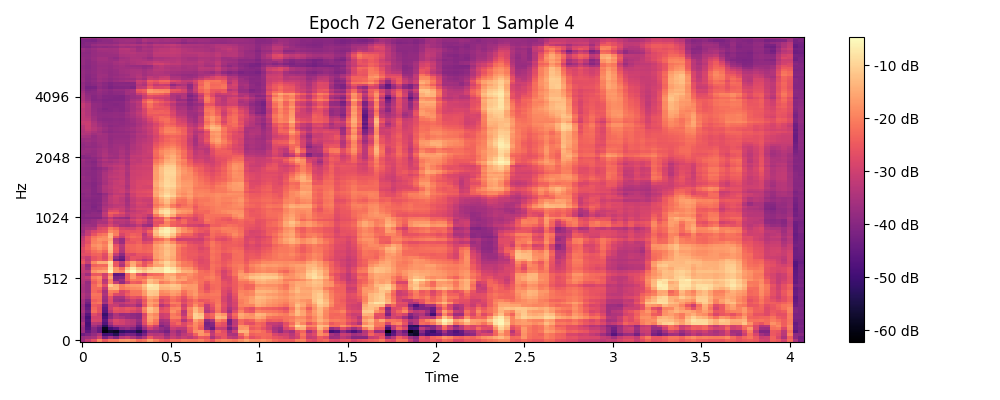 Epoch 72 Generator 1 Sample 4
Hz
4096
2048
1024
512
0
0
0.5
1
1.5
2
2.5
3
3.5
4
Time
-10 dB
-20 dB
-30 dB
-40 dB
-50 dB
-60 dB